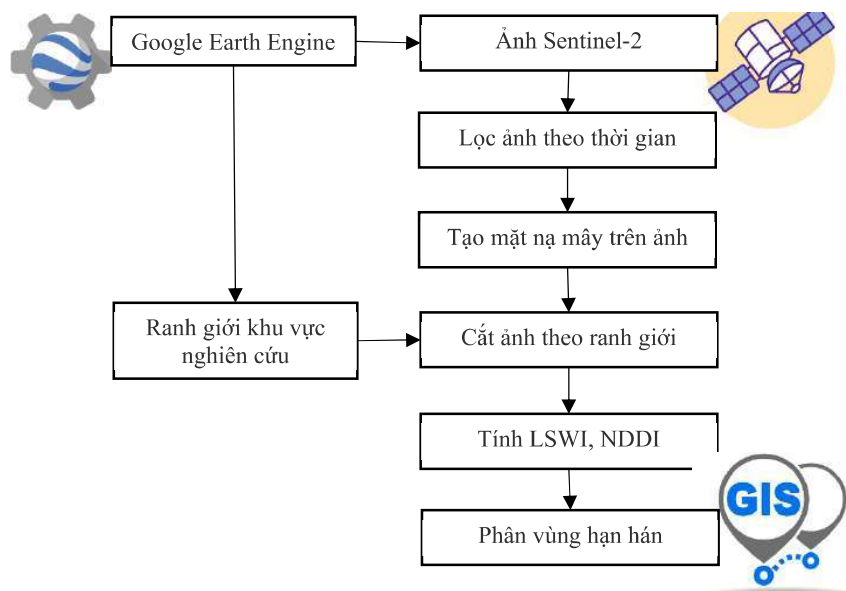 Google Earth Engine
Ảnh Sentinel-2
Lọc ảnh theo thời gian
Tạo mặt nạ mây trên ảnh
Ranh giới khu vực
nghiên cứu
Cắt ảnh theo ranh giới
Tính LSWI, NDDI
GIS
Phân vùng hạn hán